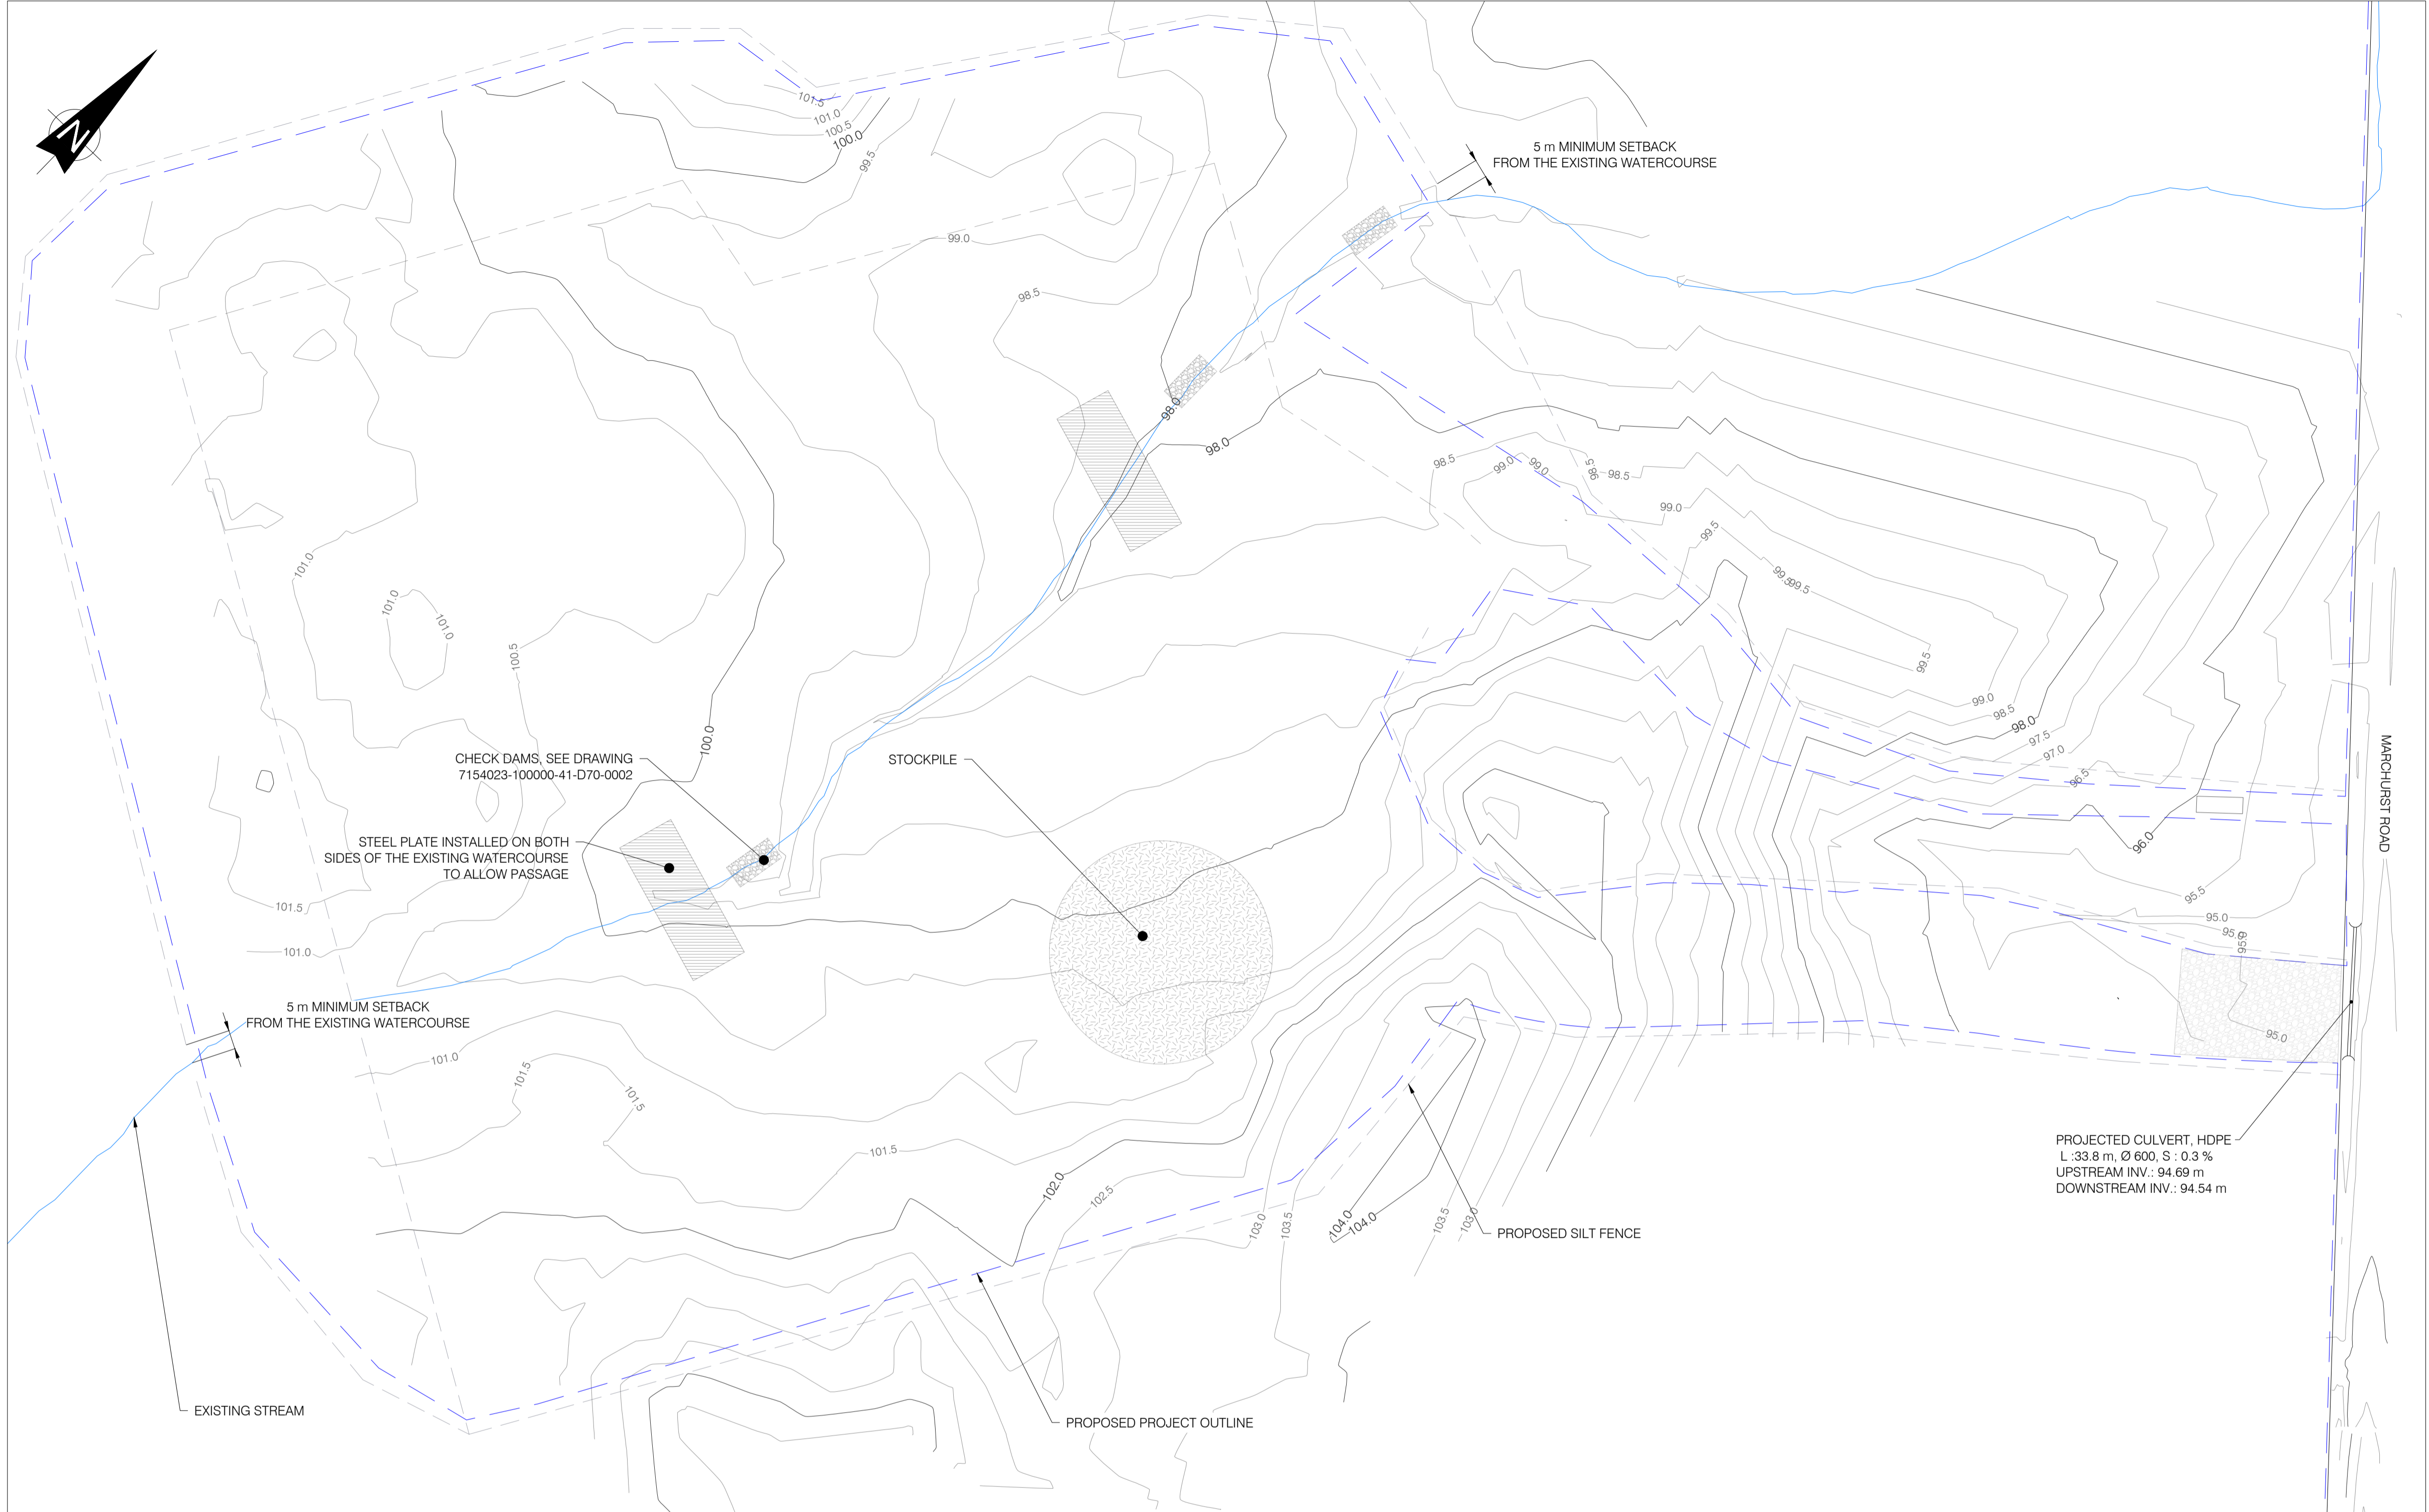 N
101.5
101.0
100.5
100.0
99.5
5 m MINIMUM SETBACK
FROM THE EXISTING WATERCOURSE
99.0
98.5
98.0
98.0
98.5
99.0
99.0
98.5
98.5
99.0
99.5
99.5
99.5
99.5
99.0
98.5
98.0
97.5
97.0
96.5
96.0
95.5
95.0
95.0
95.0
95.0
MARCHURST ROAD
101.0
101.0
101.0
100.5
100.0
CHECK DAMS, SEE DRAWING
7154023-100000-41-D70-0002
STOCKPILE
STEEL PLATE INSTALLED ON BOTH
SIDES OF THE EXISTING WATERCOURSE
TO ALLOW PASSAGE
101.5
101.0
5 m MINIMUM SETBACK
FROM THE EXISTING WATERCOURSE
101.0
101.5
101.5
101.5
102.0
102.5
103.0
103.5
104.0
104.0
103.5
103.0
PROJECTED CULVERT, HDPE
L :33.8 m, Ø 600, S : 0.3 %
UPSTREAM INV.: 94.69 m
DOWNSTREAM INV.: 94.54 m
PROPOSED SILT FENCE
EXISTING STREAM
PROPOSED PROJECT OUTLINE